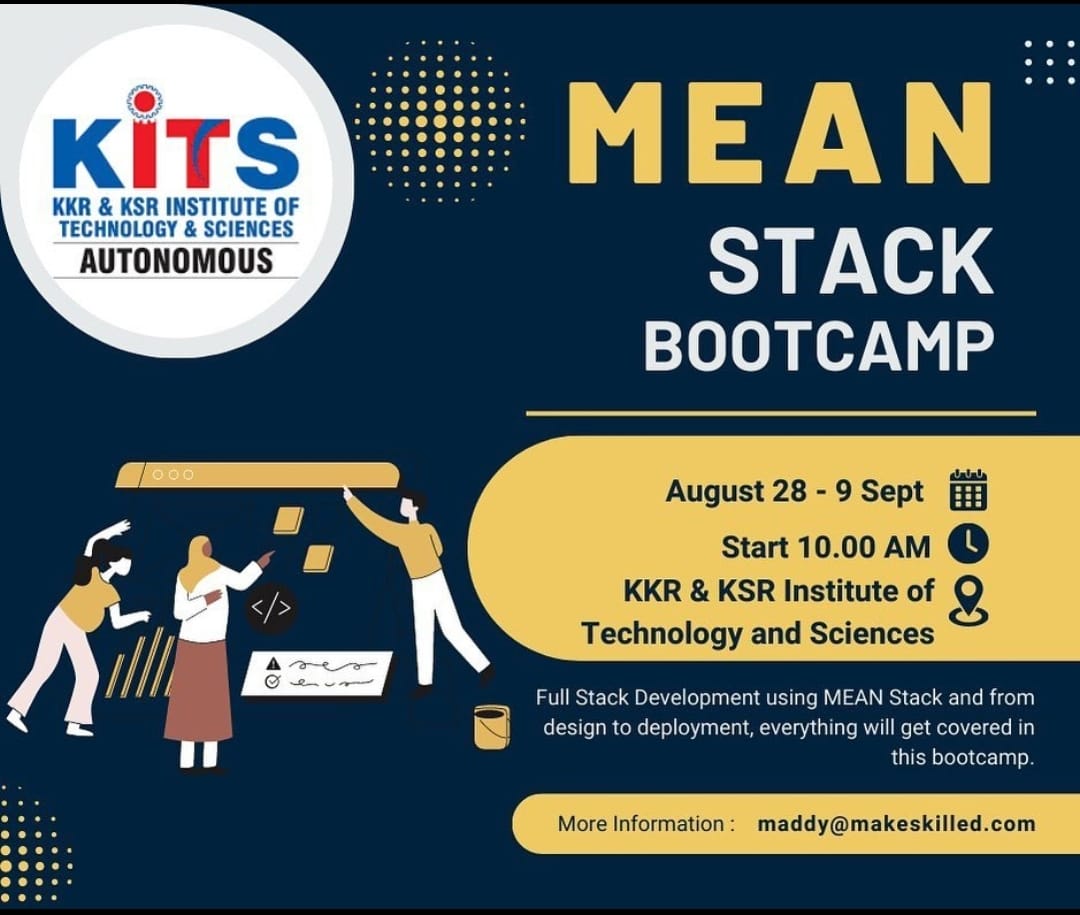 KiTS
KKR & KSR INSTITUTE OF
TECHNOLOGY & SCIENCES
AUTONOMOUS
MEAN
STACK
BOOTCAMP
August 28 - 9 Sept
Start 10.00 AM
KKR & KSR Institute of
Technology and Sciences
</>
Full Stack Development using MEAN Stack and from
design to deployment, everything will get covered in
this bootcamp.
More Information : maddy@makeskilled.com